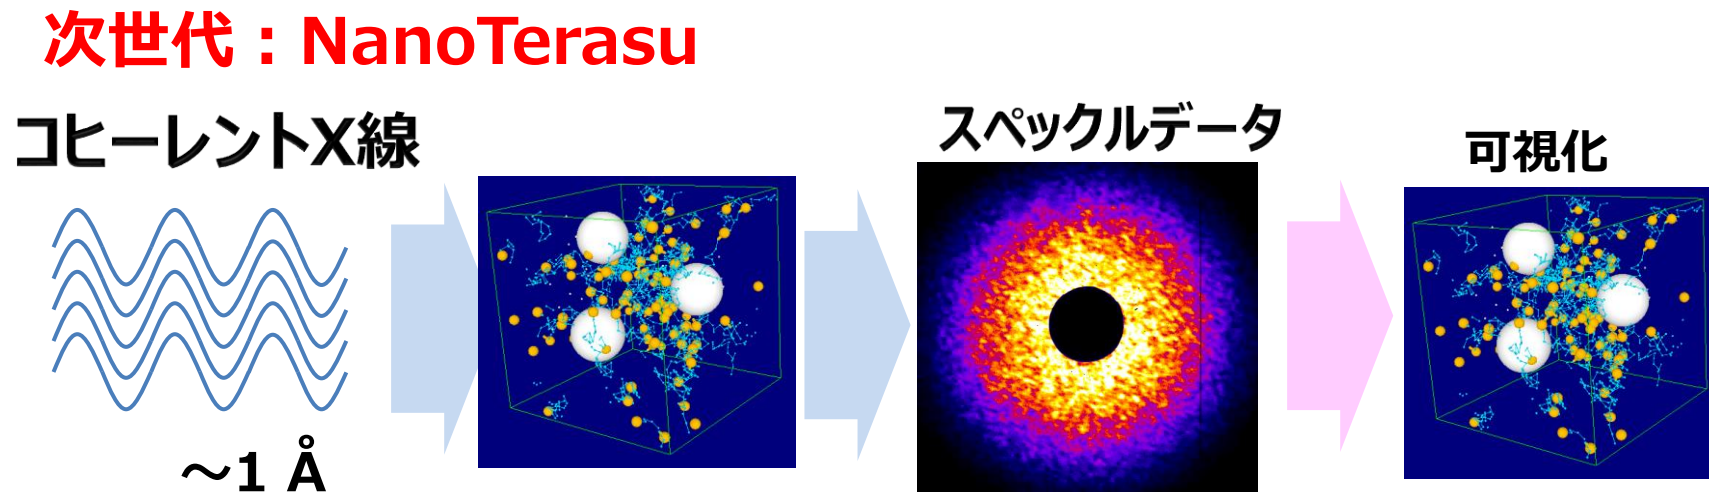 次世代：NanoTerasu
コヒーレントX線
スペックルデータ
可視化
～1 Å